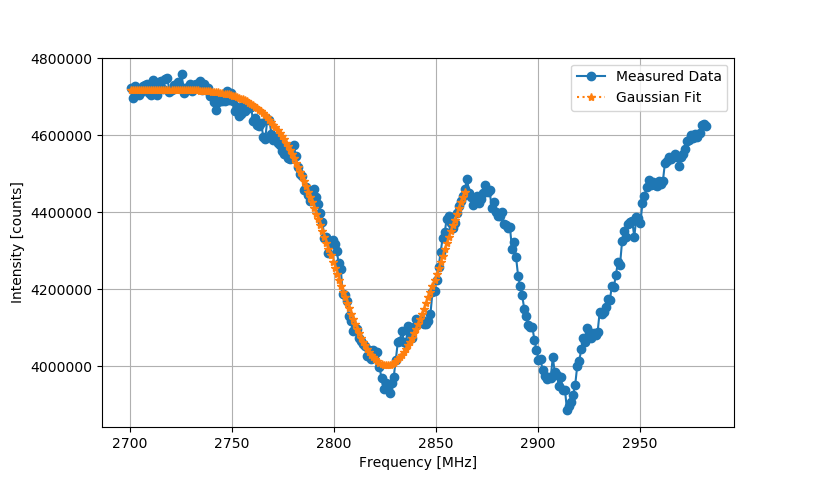 4800000
4600000
4400000
4200000
4000000
Intensity [counts]
Measured Data
Gaussian Fit
2700 2750 2800 2850 2900 2950
Frequency [MHz]